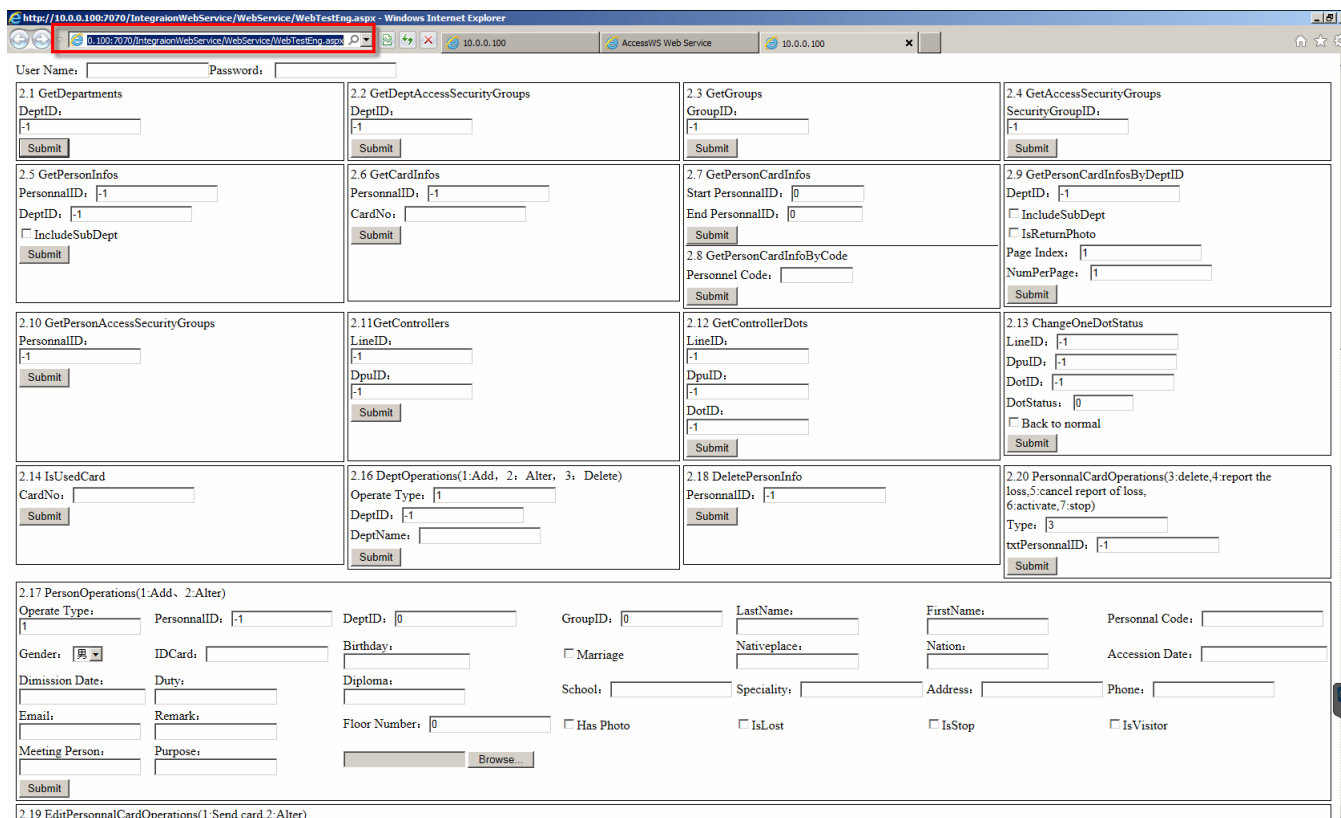 http://10.0.0.100:7070/IntegraionWebService/WebService/WebTestEng.aspx - Windows Internet Explorer
0.100:7070/IntegraionWebService/WebService/WebTestEng.aspx
10.0.0.100
AccessWS Web Service
10.0.0.100
User Name: Password:
2.1 GetDepartments
DeptID:
-1
Submit
2.2 GetDeptAccessSecurityGroups
DeptID:
-1
Submit
2.3 GetGroups
GroupID:
-1
Submit
2.4 GetAccessSecurityGroups
SecurityGroupID:
-1
Submit
2.5 GetPersonInfos
PersonnalID: -1
DeptID: -1
IncludeSubDept
Submit
2.6 GetCardInfos
PersonnalID: -1
CardNo:
Submit
2.7 GetPersonCardInfos
Start PersonnalID: 0
End PersonnalID: 0
Submit
2.8 GetPersonCardInfoByCode
Personnel Code:
Submit
2.9 GetPersonCardInfosByDeptID
DeptID: -1
IncludeSubDept
IsReturnPhoto
Page Index: 1
NumPerPage: 1
Submit
2.10 GetPersonAccessSecurityGroups
PersonnalID:
-1
Submit
2.11GetControllers
LineID:
-1
DpuID:
-1
Submit
2.12 GetControllerDots
LineID:
-1
DpuID:
-1
DotID:
-1
Submit
2.13 ChangeOneDotStatus
LineID: -1
DpuID: -1
DotID: -1
DotStatus: 0
Back to normal
Submit
2.14 IsUsedCard
CardNo:
Submit
2.16 DeptOperations(1:Add，2：Alter，3：Delete)
Operate Type: 1
DeptID: -1
DeptName:
Submit
2.18 DeletePersonInfo
PersonnalID: -1
Submit
2.20 PersonnalCardOperations(3:delete,4:report the
loss,5:cancel report of loss,
6:activate,7:stop)
Type: 3
txtPersonnalID: -1
Submit
2.17 PersonOperations(1:Add、2:Alter)
Operate Type:
1
PersonnalID: -1
DeptID: 0
GroupID: 0
LastName:
FirstName:
Personnal Code:
Gender: 男
IDCard:
Birthday:
Marriage
Nativeplace:
Nation:
Accession Date:
Dimission Date:
Duty:
Diploma:
School:
Speciality:
Address:
Phone:
Email:
Remark:
Floor Number: 0
Has Photo
IsLost
IsStop
IsVisitor
Meeting Person:
Purpose:
Browse...
Submit
2.19 EditPersonnalCardOperations(1:Send card,2:Alter)